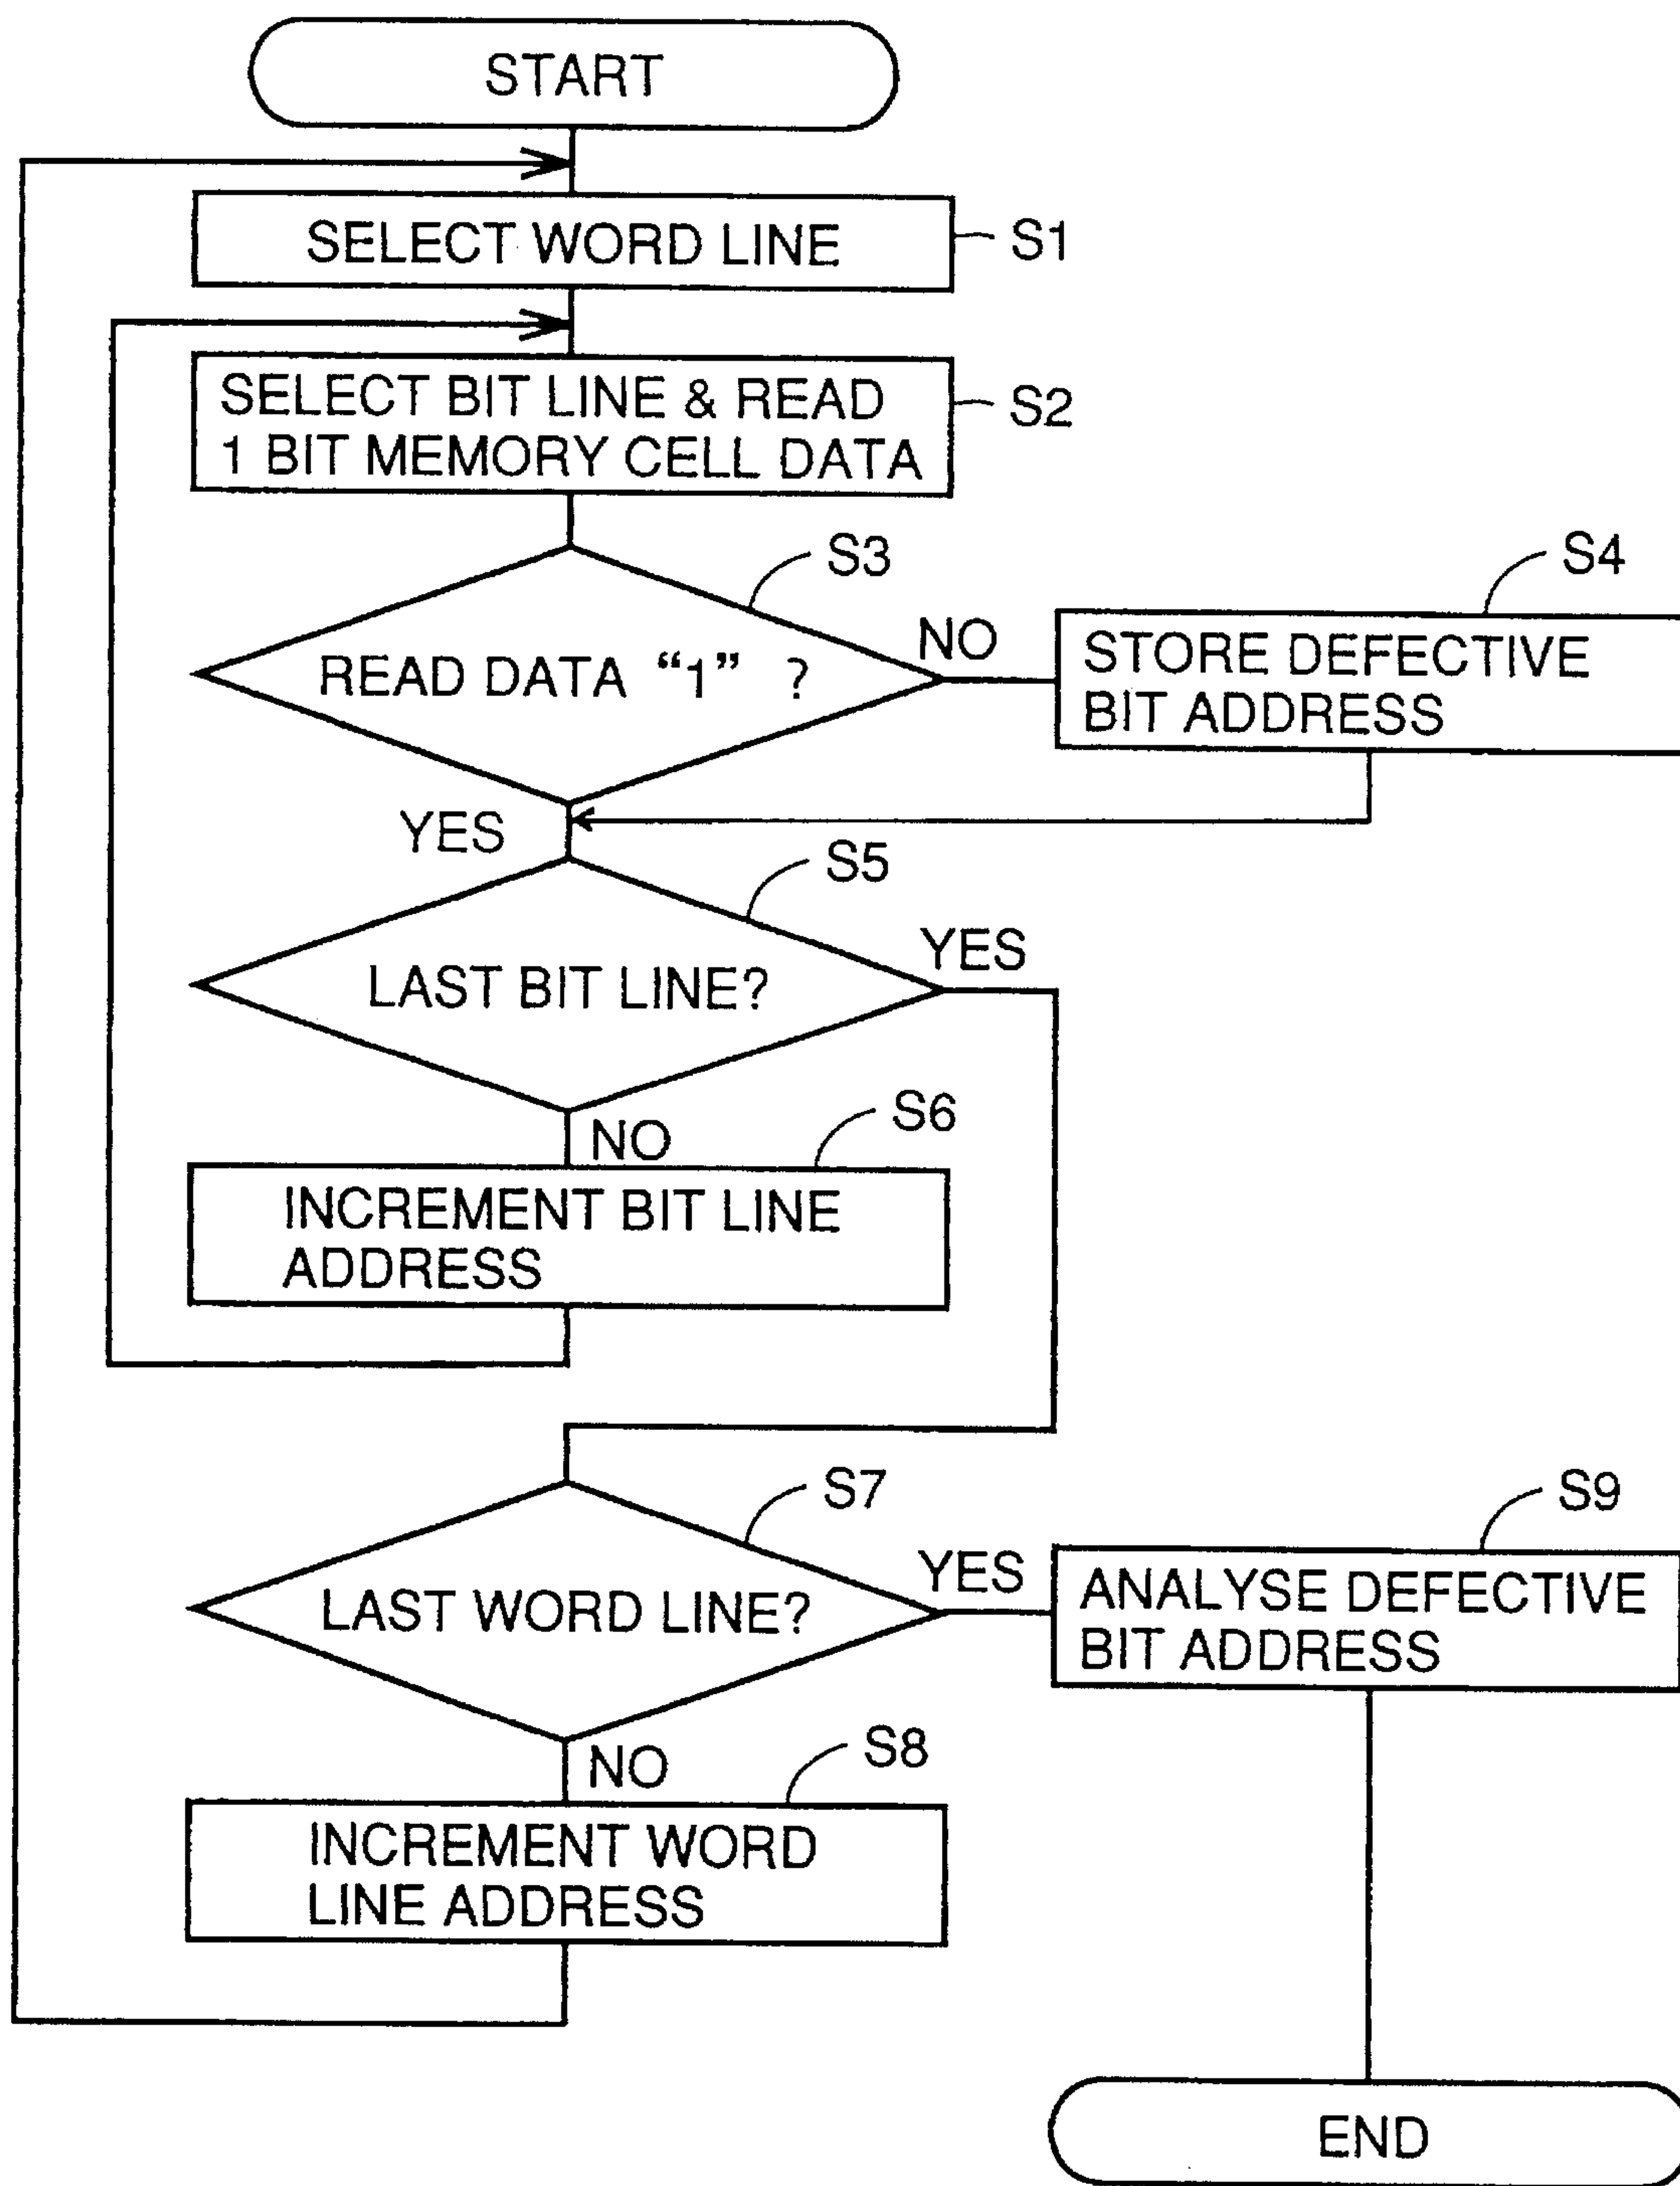 START
SELECT WORD LINE
S1
SELECT BIT LINE & READ
1 BIT MEMORY CELL DATA
S2
S3
READ DATA “1” ?
NO
S4
STORE DEFECTIVE
BIT ADDRESS
YES
S5
LAST BIT LINE?
YES
NO
S6
INCREMENT BIT LINE
ADDRESS
S7
LAST WORD LINE?
YES
S9
ANALYSE DEFECTIVE
BIT ADDRESS
NO
S8
INCREMENT WORD
LINE ADDRESS
END